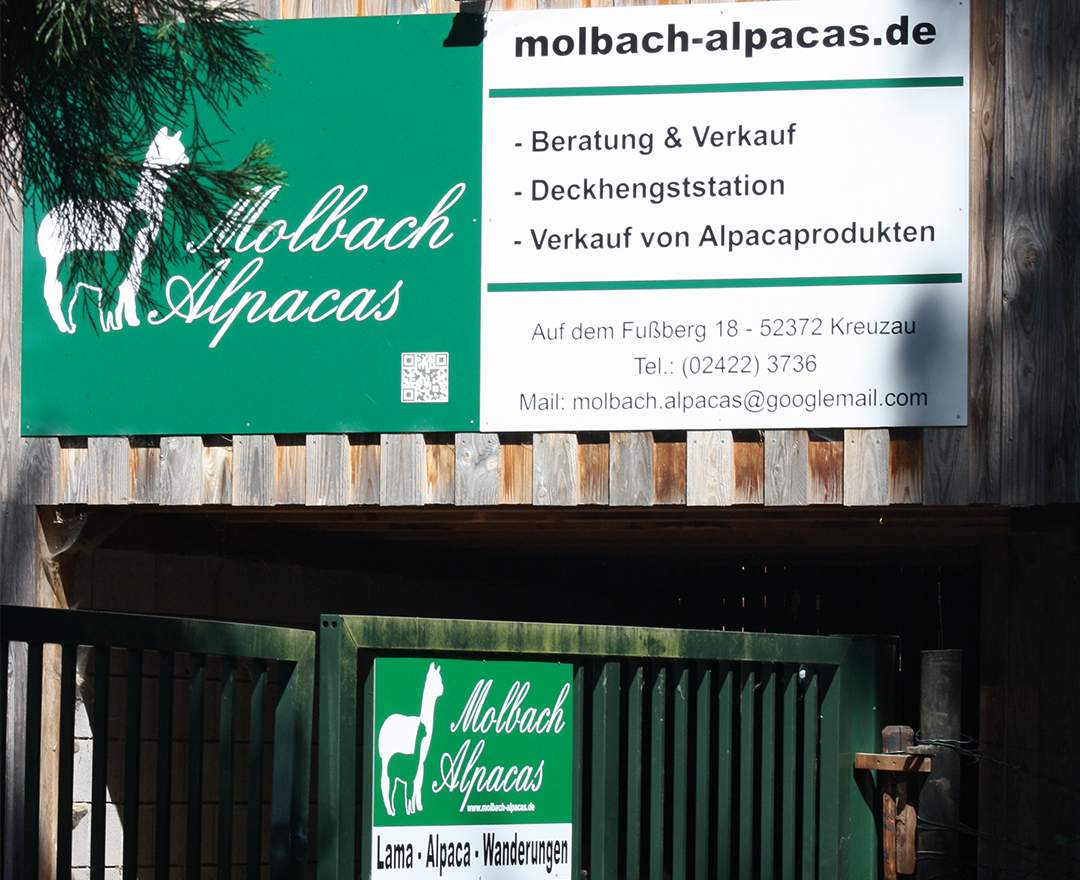 molbach-alpacas.de
- Beratung & Verkauf
- Deckhengststation
- Verkauf von Alpacaprodukten
Molbach
Alpacas
Auf dem Fußberg 18 - 52372 Kreuzau
Tel.: (02422) 3736
Mail: molbach.alpacas@googlemail.com
Molbach
Alpacas
www.molbach-alpacas.de
Lama - Alpaca - Wanderungen